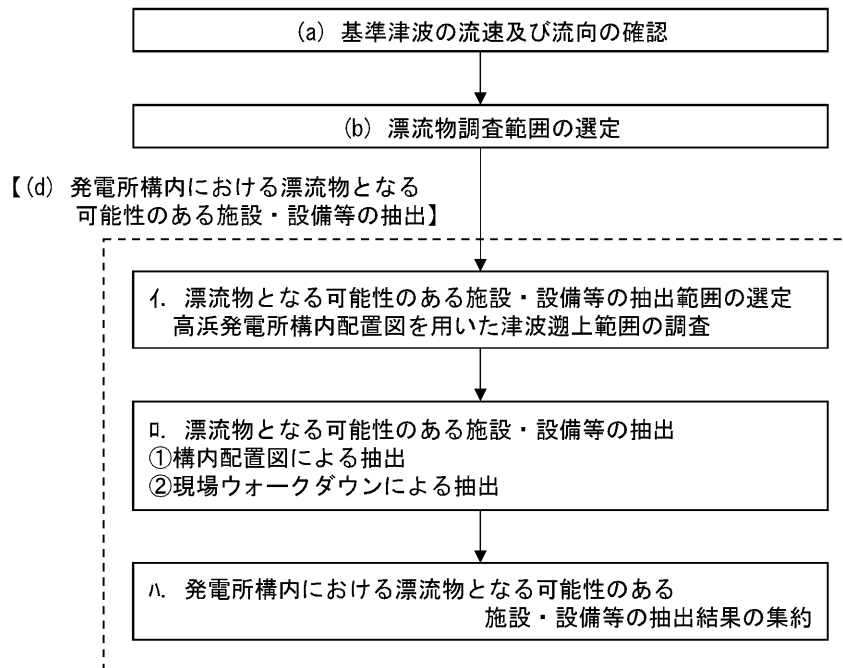 (a) 基準津波の流速及び流向の確認
(b) 漂流物調査範囲の選定
【(d) 発電所構内における漂流物となる
可能性のある施設・設備等の抽出】
ｲ. 漂流物となる可能性のある施設・設備等の抽出範囲の選定
高浜発電所構内配置図を用いた津波遡上範囲の調査
ﾛ. 漂流物となる可能性のある施設・設備等の抽出
①構内配置図による抽出
②現場ウォークダウンによる抽出
ﾊ. 発電所構内における漂流物となる可能性のある
施設・設備等の抽出結果の集約